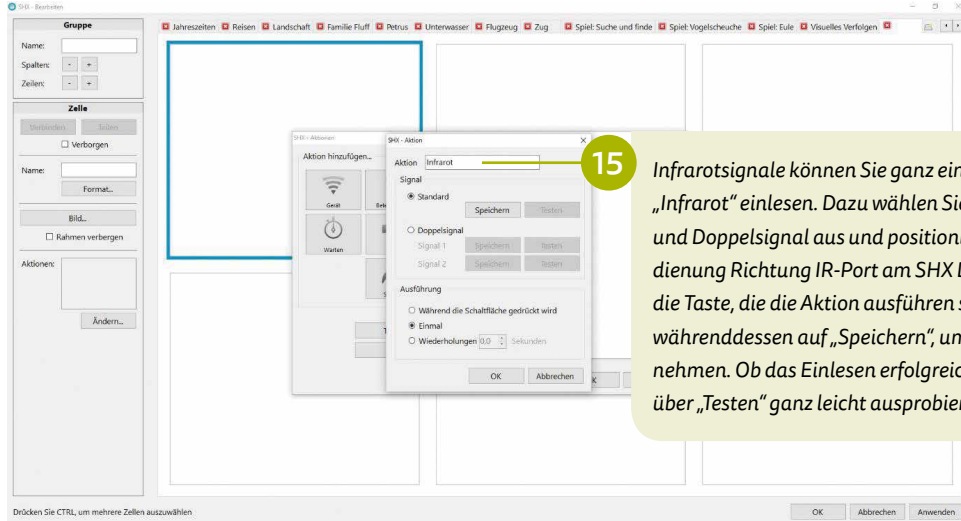 SHX - Bearbeiten
Gruppe
Name:
Spalten: - +
Zeilen: - +
Zelle
Verbinden Teilen
Verborgen
Name:
Format...
Bild...
Rahmen verbergen
Aktionen:
Ändern...
Jahreszeiten Reisen Landschaft Familie Fluff Petrus Unterwasser Flugzeug Zug Spiel: Suche und finde Spiel: Vogelscheuche Spiel: Eule Visuelles Verfolgen
SHX - Aktionen
Aktion hinzufügen...
Gerät
Warten
SHX - Aktion
Aktion Infrarot
Signal
Standard
Speichern Testen
Doppelsignal
Signal 1 Speichern Testen
Signal 2 Speichern Testen
Ausführung
Während die Schaltfläche gedrückt wird
Einmal
Wiederholungen 0,0 Sekunden
OK Abbrechen
15
Infrarotsignale können Sie ganz ein
„Infrarot“ einlesen. Dazu wählen Sie
und Doppelsignal aus und position
dienung Richtung IR-Port am SHX
die Taste, die die Aktion ausführen s
währenddessen auf „Speichern“, un
nehmen. Ob das Einlesen erfolgreic
über „Testen“ ganz leicht ausprobie
Drücken Sie CTRL, um mehrere Zellen auszuwählen
OK Abbrechen Anwenden